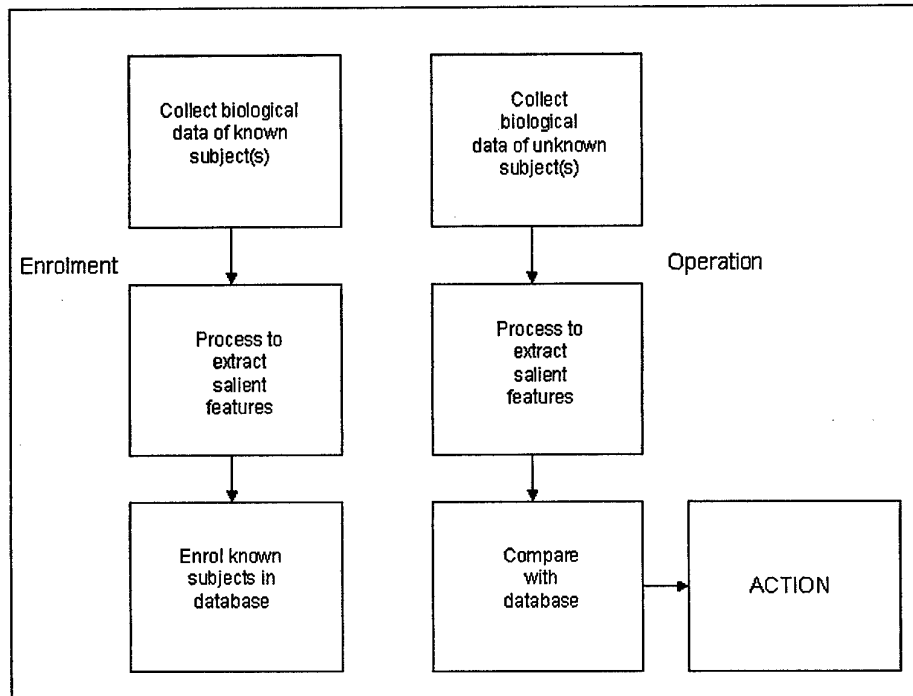 Collect biological
data of known
subject(s)
Collect
biological
data of unknown
subject(s)
Enrolment
Operation
Process to
extract
salient
features
Process to
extract
salient
features
Enrol known
subjects in
database
Compare
with
database
ACTION